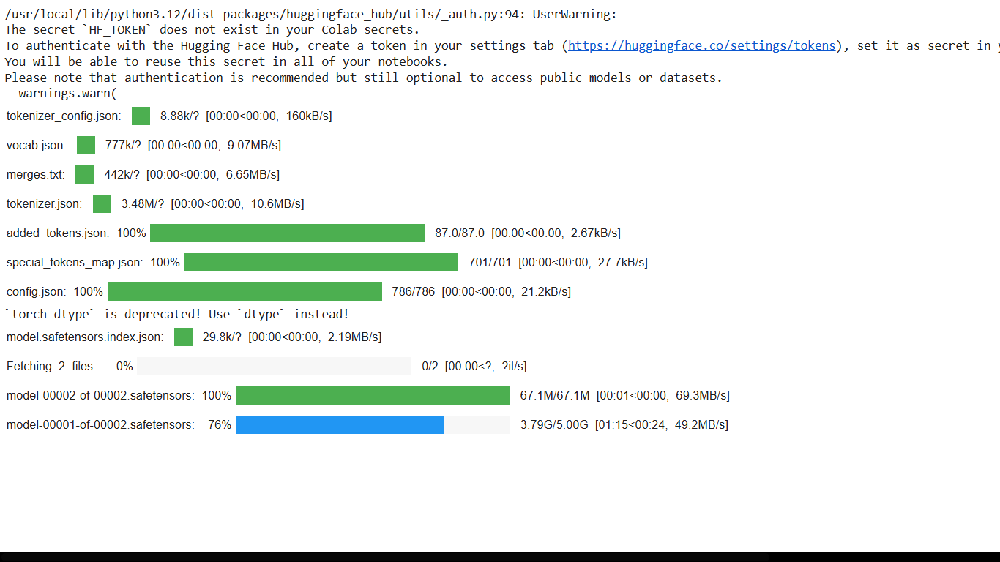 /usr/local/lib/python3.12/dist-packages/huggingface_hub/utils/_auth.py:94: UserWarning:
The secret `HF_TOKEN` does not exist in your Colab secrets.
To authenticate with the Hugging Face Hub, create a token in your settings tab (https://huggingface.co/settings/tokens), set it as secret in
You will be able to reuse this secret in all of your notebooks.
Please note that authentication is recommended but still optional to access public models or datasets.
  warnings.warn(
tokenizer_config.json: 8.88k/? [00:00<00:00, 160kB/s]
vocab.json: 777k/? [00:00<00:00, 9.07MB/s]
merges.txt: 442k/? [00:00<00:00, 6.65MB/s]
tokenizer.json: 3.48M/? [00:00<00:00, 10.6MB/s]
added_tokens.json: 100% 87.0/87.0 [00:00<00:00, 2.67kB/s]
special_tokens_map.json: 100% 701/701 [00:00<00:00, 27.7kB/s]
config.json: 100% 786/786 [00:00<00:00, 21.2kB/s]
`torch_dtype` is deprecated! Use `dtype` instead!
model.safetensors.index.json: 29.8k/? [00:00<00:00, 2.19MB/s]
Fetching 2 files: 0% 0/2 [00:00<?, ?it/s]
model-00002-of-00002.safetensors: 100% 67.1M/67.1M [00:01<00:00, 69.3MB/s]
model-00001-of-00002.safetensors: 76% 3.79G/5.00G [01:15<00:24, 49.2MB/s]